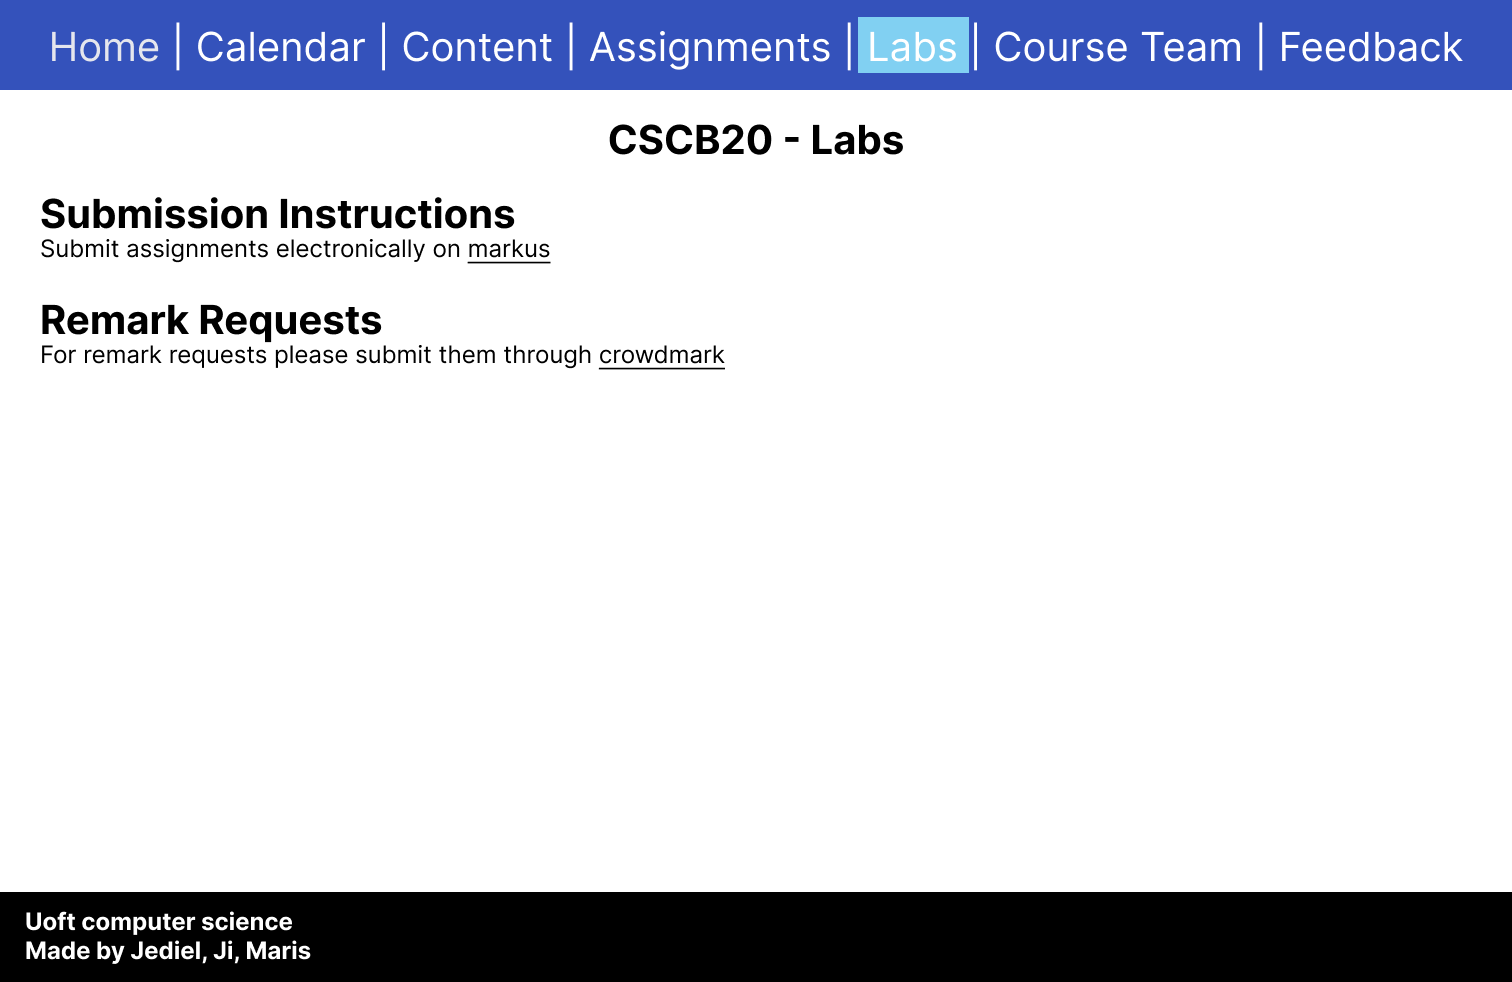 Home | Calendar | Content | Assignments | Labs | Course Team | Feedback
CSCB20 - Labs
Submission Instructions
Submit assignments electronically on markus
Remark Requests
For remark requests please submit them through crowdmark
Uoft computer science
Made by Jediel, Ji, Maris